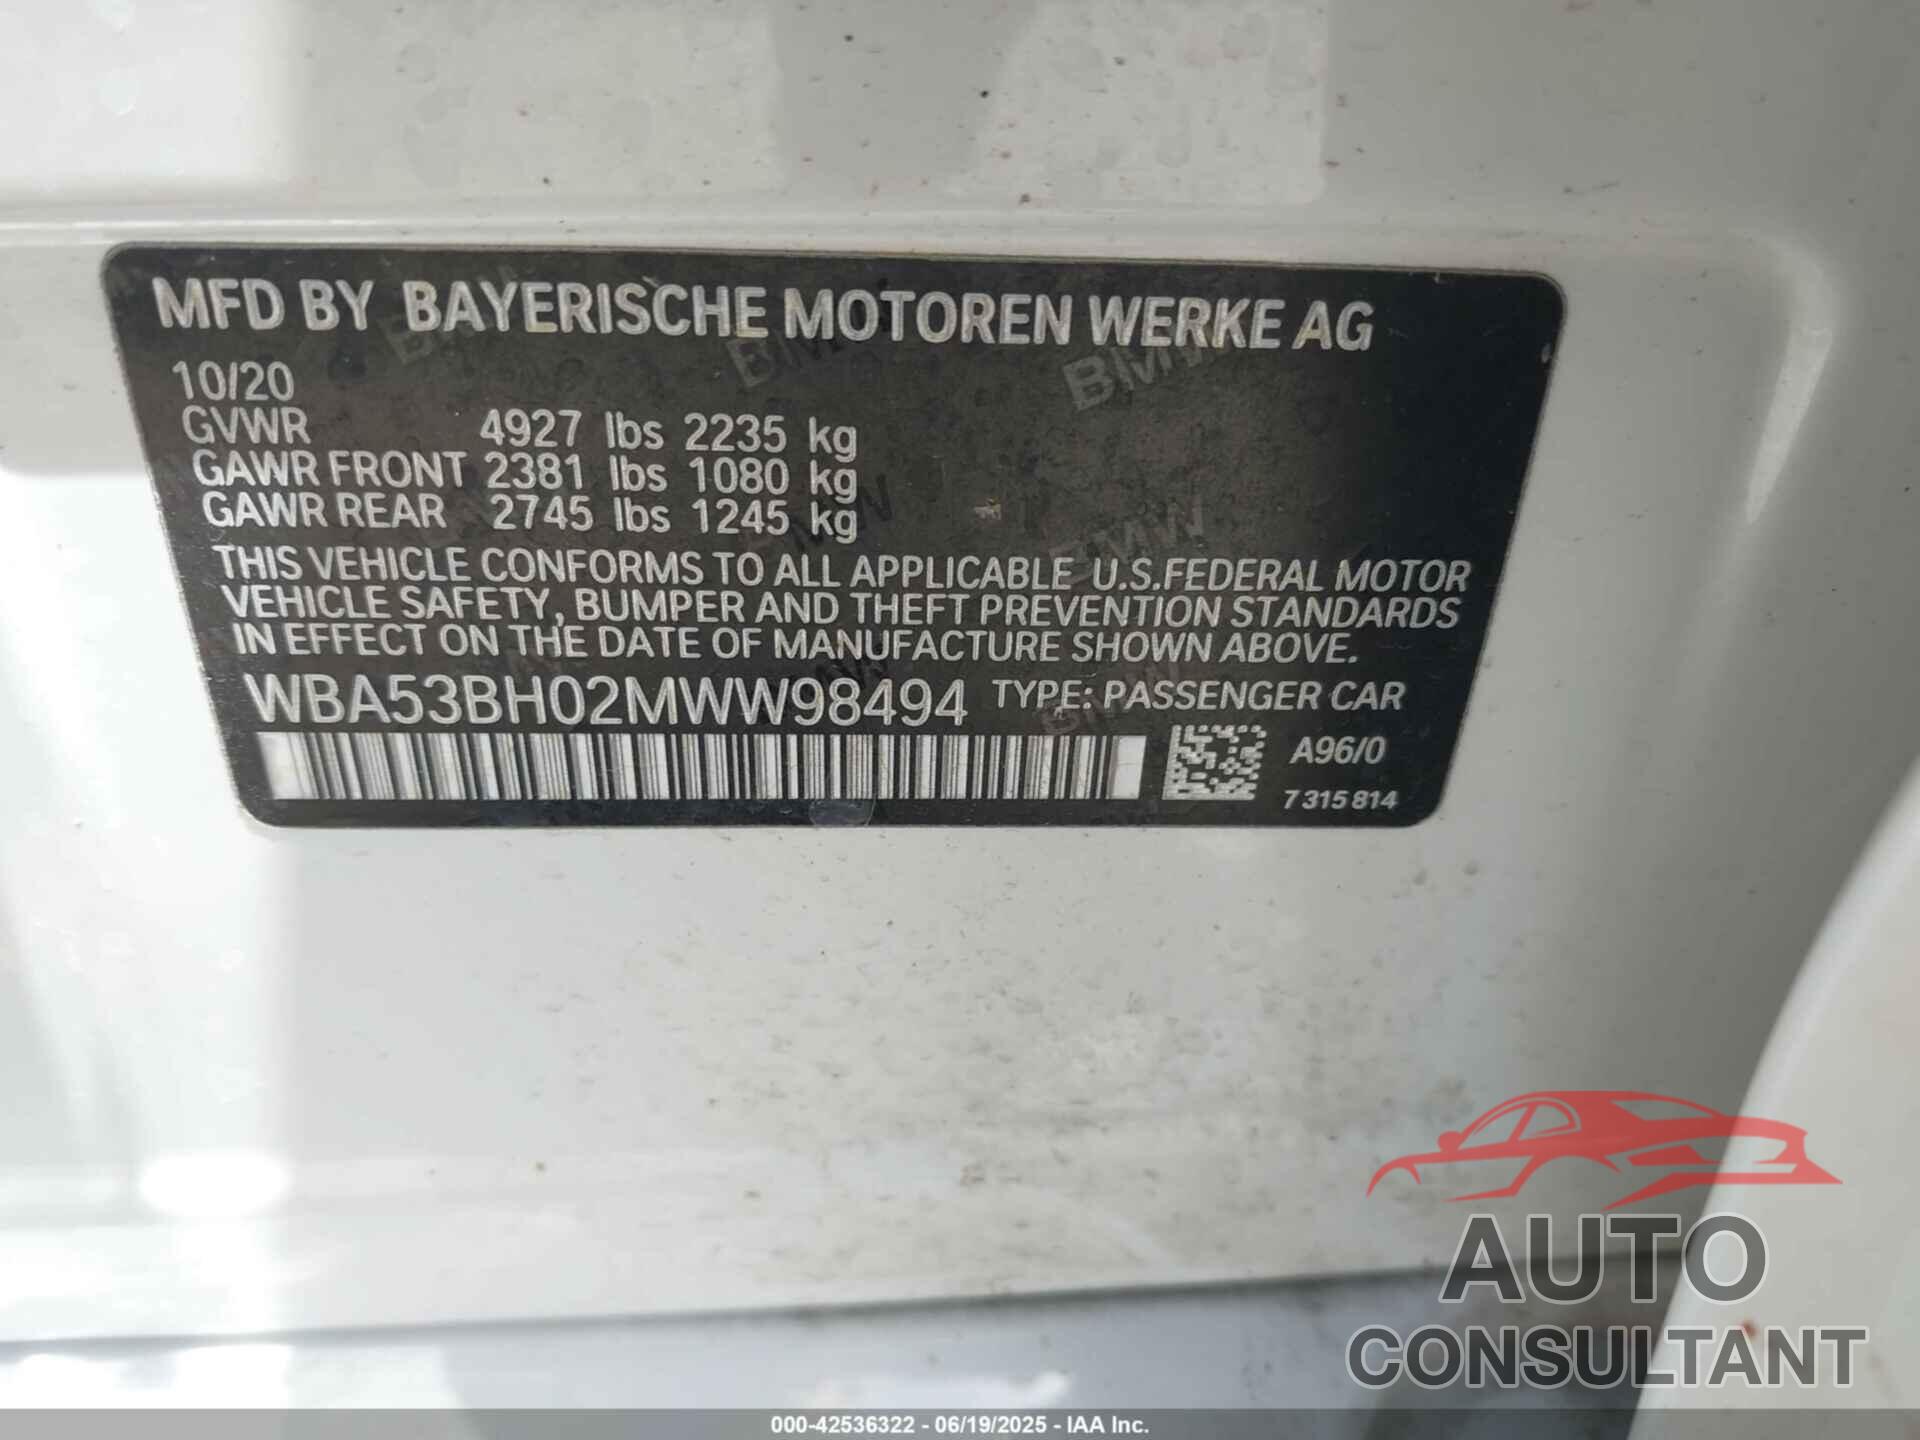 MFD BY BAYERISCHE MOTOREN WERKE AG
10/20
GVWR 4927 lbs 2235 kg
GAWR FRONT 2381 lbs 1080 kg
GAWR REAR 2745 lbs 1245 kg
THIS VEHICLE CONFORMS TO ALL APPLICABLE U.S.FEDERAL MOTOR
VEHICLE SAFETY, BUMPER AND THEFT PREVENTION STANDARDS
IN EFFECT ON THE DATE OF MANUFACTURE SHOWN ABOVE.
WBA53BH02MWW98494 TYPE: PASSENGER CAR
A96/0
7 315 814
AUTO
CONSULTANT
000-42536322 - 06/19/2025 - IAA Inc.